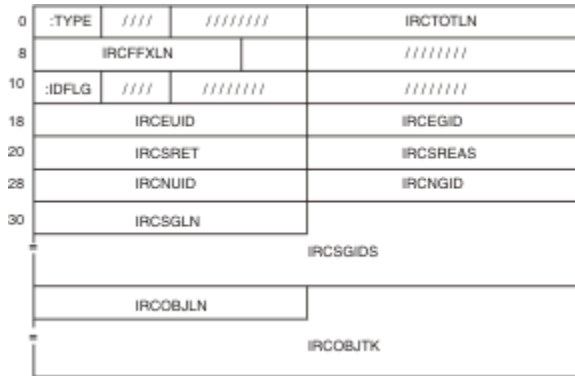 0 :TYPE //// //////// IRCTOTLN
8 IRCFFXLN ////////
10 :IDFLG //// //////// ////////
18 IRCEUID IRCEGID
20 IRCSRET IRCSREAS
28 IRCNUID IRCNGID
30 IRCSGLN
= IRCSGIDS
IRCOBJLN
= IRCOBJTK